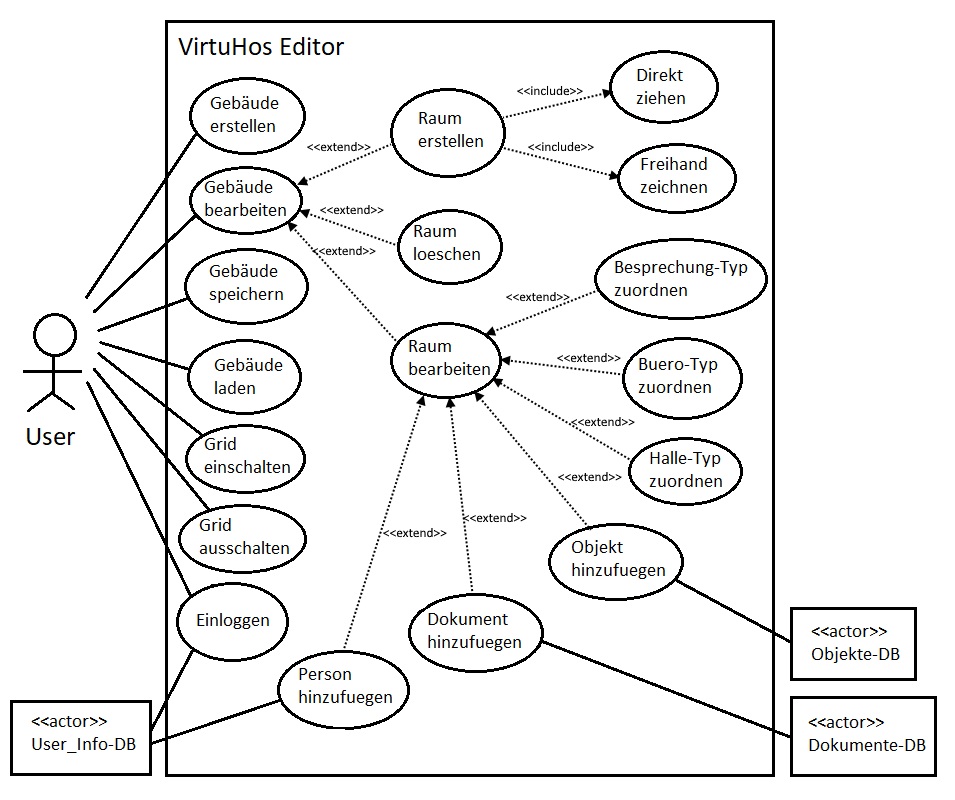 VirtuHos Editor
Gebäude
erstellen
Gebäude
bearbeiten
Gebäude
speichern
Gebäude
laden
Grid
einschalten
Grid
ausschalten
Einloggen
User
Raum
erstellen
<<include>>
Direkt
ziehen
<<include>>
Freihand
zeichnen
<<extend>>
<<extend>>
<<extend>>
Raum
loeschen
Raum
bearbeiten
<<extend>>
Besprechung-Typ
zuordnen
<<extend>>
Buero-Typ
zuordnen
<<extend>>
Halle-Typ
zuordnen
<<extend>>
Objekt
hinzufuegen
<<extend>>
Dokument
hinzufuegen
<<extend>>
Person
hinzufuegen
<<actor>>
User_Info-DB
<<actor>>
Objekte-DB
<<actor>>
Dokumente-DB